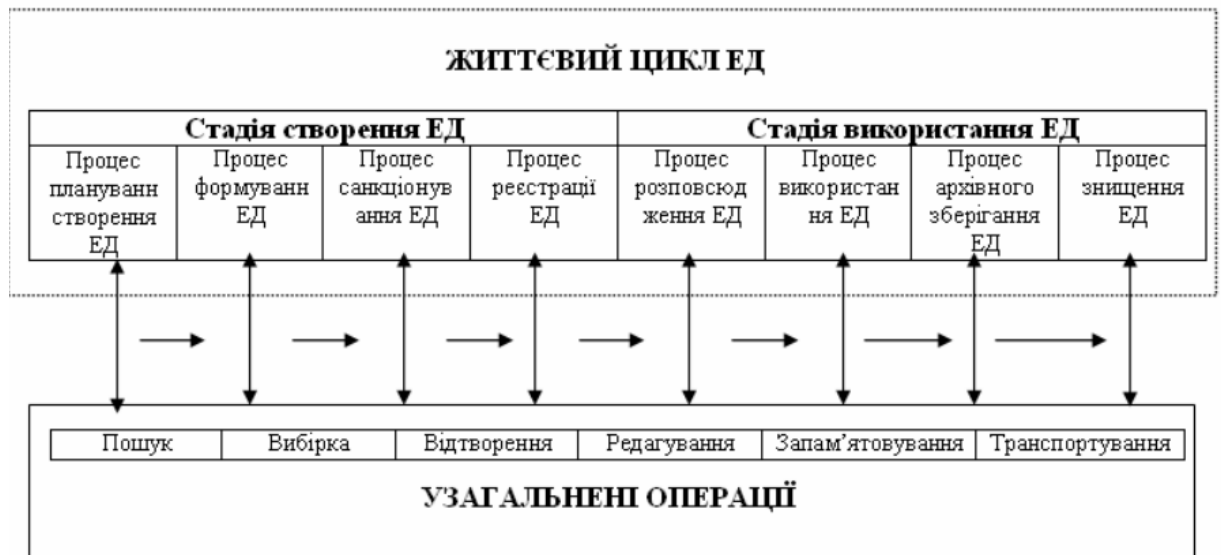 ЖИТТЄВИЙ ЦИКЛ ЕД
Стадія створення ЕД
Стадія використання ЕД
Процес
плануванн
створення
ЕД
Процес
формуванн
ЕД
Процес
санкціонув
ання ЕД
Процес
реєстрації
ЕД
Процес
розповсюд
ження ЕД
Процес
використан
ня ЕД
Процес
архівного
зберігання
ЕД
Процес
знищення
ЕД
Пошук
Вибірка
Відтворення
Редагування
Запам’ятовування
Транспортування
УЗАГАЛЬНЕНІ ОПЕРАЦІЇ